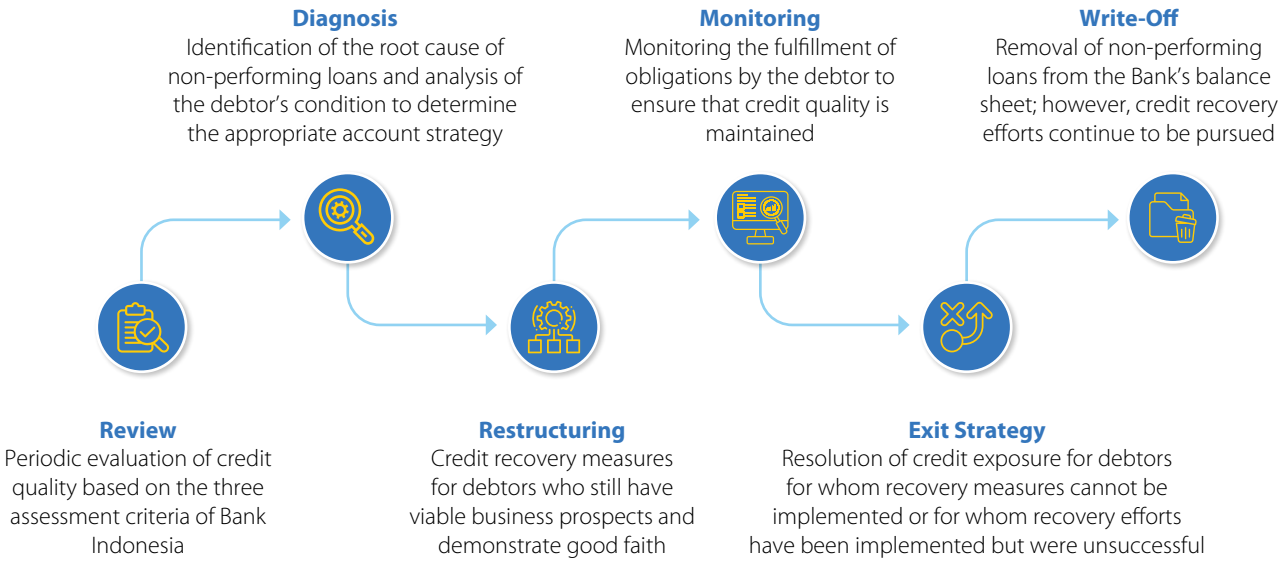 Diagnosis
Identification of the root cause of
non-performing loans and analysis of
the debtor's condition to determine
the appropriate account strategy
Monitoring
Monitoring the fulfillment of
obligations by the debtor to
ensure that credit quality is
maintained
Write-Off
Removal of non-performing
loans from the Bank's balance
sheet; however, credit recovery
efforts continue to be pursued
Review
Periodic evaluation of credit
quality based on the three
assessment criteria of Bank
Indonesia
Restructuring
Credit recovery measures
for debtors who still have
viable business prospects and
demonstrate good faith
Exit Strategy
Resolution of credit exposure for debtors
for whom recovery measures cannot be
implemented or for whom recovery efforts
have been implemented but were unsuccessful